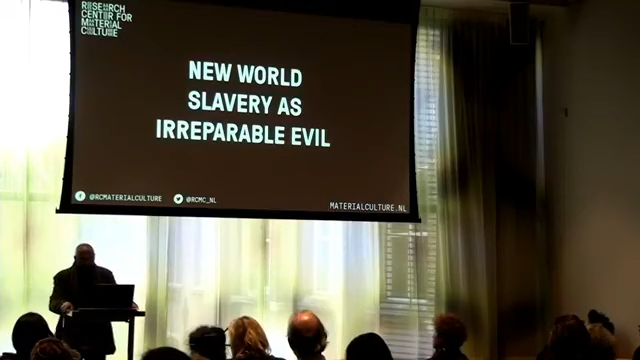 RESEARCH
CENTER FOR
MATERIAL
CULTURE
NEW WORLD
SLAVERY AS
IRREPARABLE EVIL
@RCMATERIALCULTURE
@RCMC_NL
MATERIALCULTURE.NL